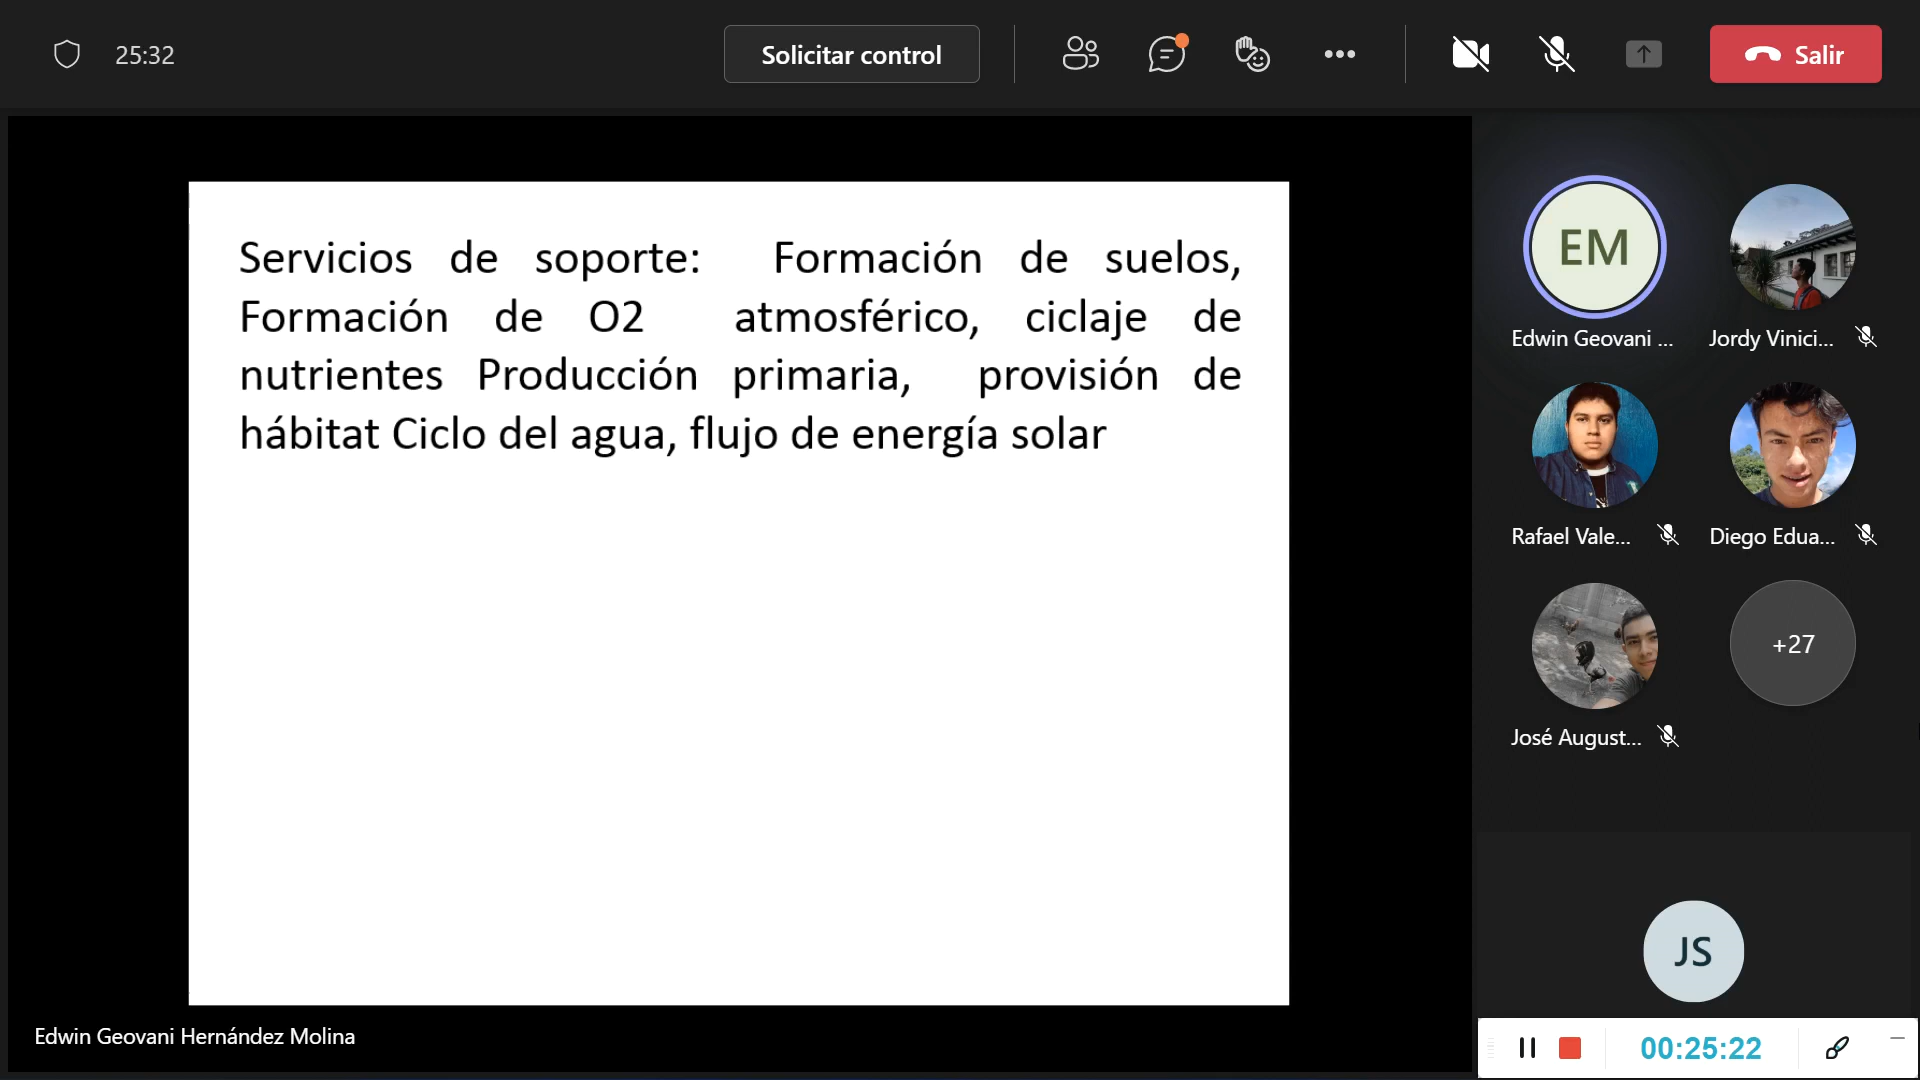 25:32
Solicitar control
Salir
Servicios de soporte: Formación de suelos,
Formación de O2 atmosférico, ciclaje de
nutrientes Producción primaria, provisión de
hábitat Ciclo del agua, flujo de energía solar
EM
Edwin Geovani ...
Jordy Vinici...
Rafael Vale...
Diego Edua...
José August...
+27
JS
Edwin Geovani Hernández Molina
00:25:22